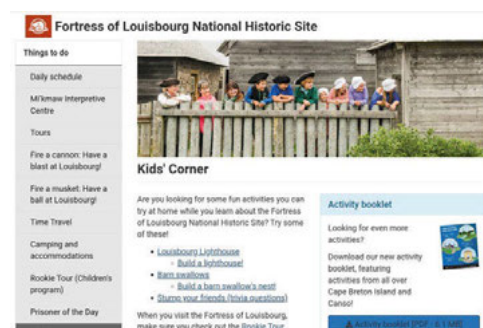 Fortress of Louisbourg National Historic Site
Things to do
Daily schedule
Mi'kmaw Interpretive
Centre
Tours
Fire a cannon: Have a
blast at Louisbourg!
Fire a musket: Have a
ball at Louisbourg!
Time Travel
Camping and
accommodations
Rookie Tour (Children's
program)
Prisoner of the Day
Kids' Corner
Are you looking for some fun activities you can
try at home while you learn about the Fortress
of Louisbourg National Historic Site? Try some
of these!
Louisbourg Lighthouse
Build a lighthouse!
Barn swallows
Build a barn swallow's nest!
Stump your friends (trivia questions)
When you visit the Fortress of Louisbourg,
make sure you check out the Rookie Tour
Activity booklet
Looking for even more
activities?
Download our new activity
booklet, featuring
activities from all over
Cape Breton Island and
Canso!
Activity booklet (PDF - 6.1 MB)